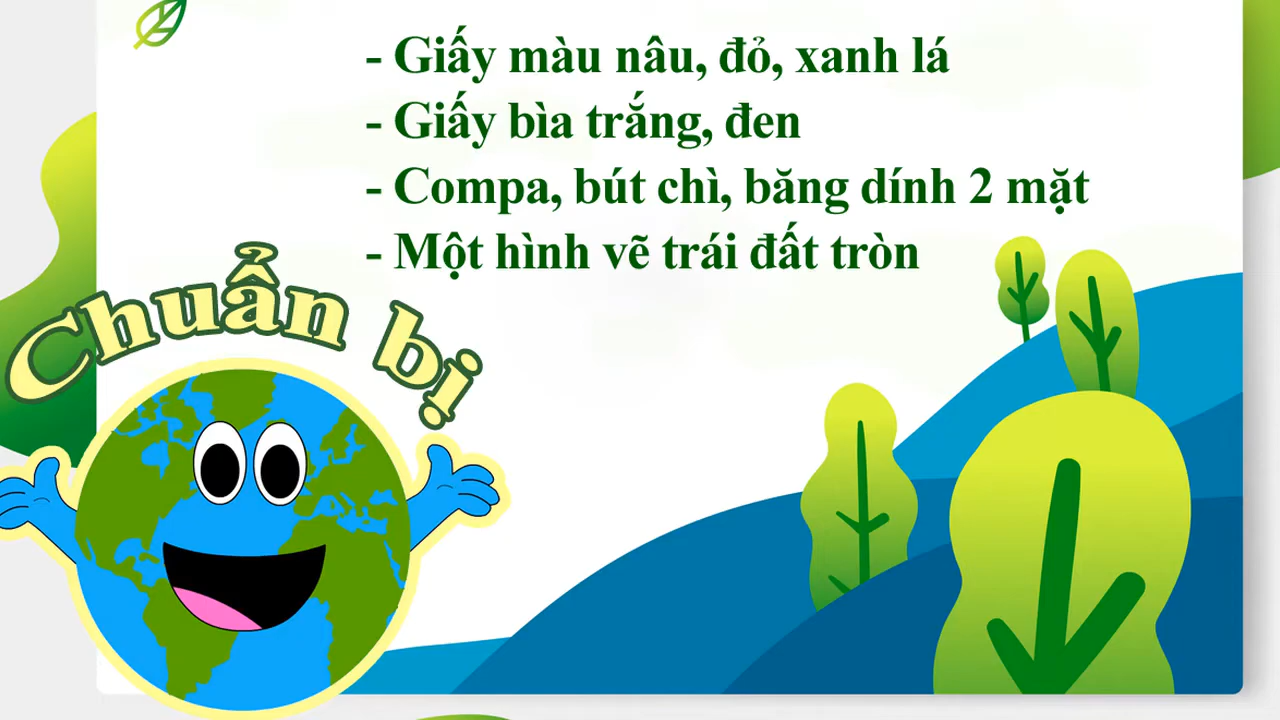 - Giấy màu nâu, đỏ, xanh lá
- Giấy bìa trắng, đen
- Compa, bút chì, băng dính 2 mặt
- Một hình vẽ trái đất tròn
Chuẩn bị